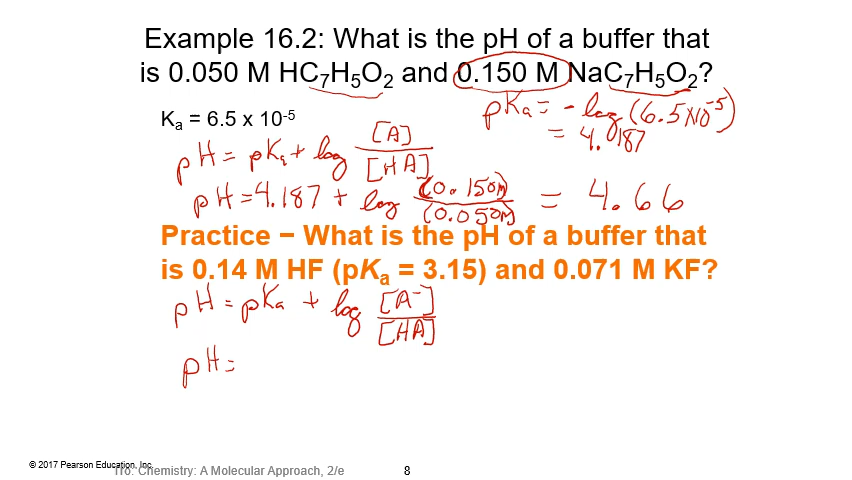 Example 16.2: What is the pH of a buffer that
is 0.050 M HC₇H₅O₂ and 0.150 M NaC₇H₅O₂?
Kₐ = 6.5 x 10⁻⁵
pKa = - log (6.5x10⁻⁵)
= 4.187
pH = pKa + log [A]/[HA]
pH = 4.187 + log (0.150M)/(0.050M) = 4.66
Practice − What is the pH of a buffer that
is 0.14 M HF (pKₐ = 3.15) and 0.071 M KF?
pH = pKa + log [A⁻]/[HA]
pH =
© 2017 Pearson Education, Inc.
Tro: Chemistry: A Molecular Approach, 2/e
8